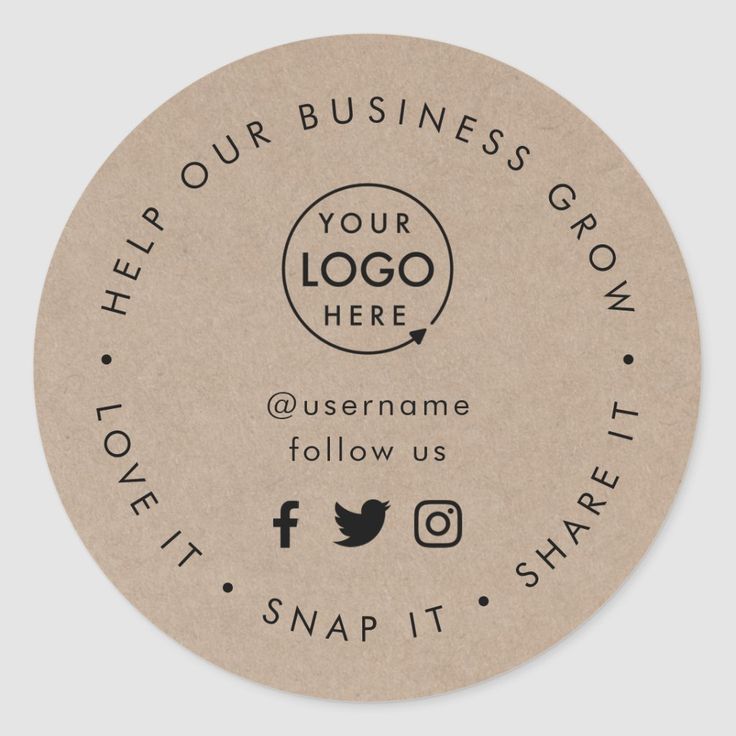 HELP OUR BUSINESS GROW
YOUR
LOGO
HERE
@username
follow us
• LOVE IT • SNAP IT • SHARE IT •